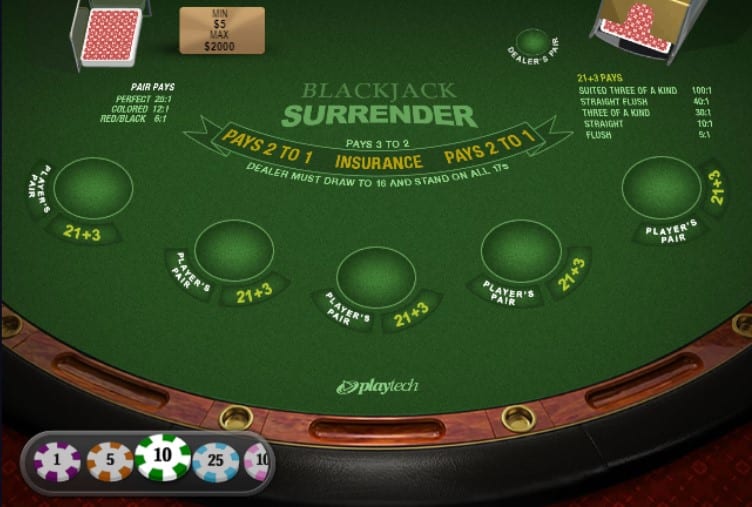 MIN
$5
MAX
$2000
DEALER'S PAIR
PAIR PAYS
PERFECT 25:1
COLORED 12:1
RED/BLACK 6:1
21+3 PAYS
SUITED THREE OF A KIND 100:1
STRAIGHT FLUSH 40:1
THREE OF A KIND 30:1
STRAIGHT 10:1
FLUSH 5:1
BLACKJACK
SURRENDER
PAYS 3 TO 2
PAYS 2 TO 1 INSURANCE PAYS 2 TO 1
DEALER MUST DRAW TO 16 AND STAND ON ALL 17s
PLAYER'S
PAIR
21+3
PLAYER'S
PAIR
21+3
PLAYER'S
PAIR
21+3
PLAYER'S
PAIR
21+3
PLAYER'S
PAIR
21+3
playtech
1 5 10 25 10